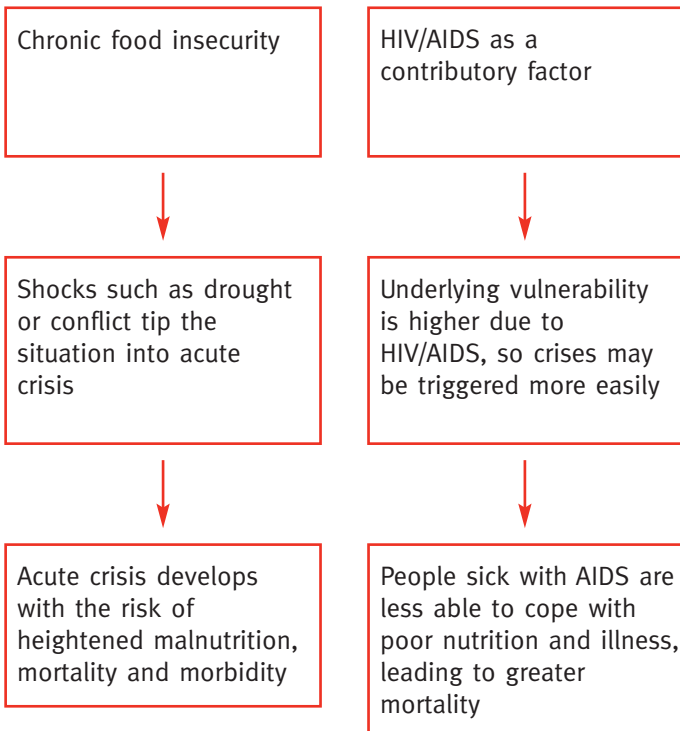 Chronic food insecurity
HIV/AIDS as a
contributory factor
Shocks such as drought
or conflict tip the
situation into acute
crisis
Underlying vulnerability
is higher due to
HIV/AIDS, so crises may
be triggered more easily
Acute crisis develops
with the risk of
heightened malnutrition,
mortality and morbidity
People sick with AIDS are
less able to cope with
poor nutrition and illness,
leading to greater
mortality